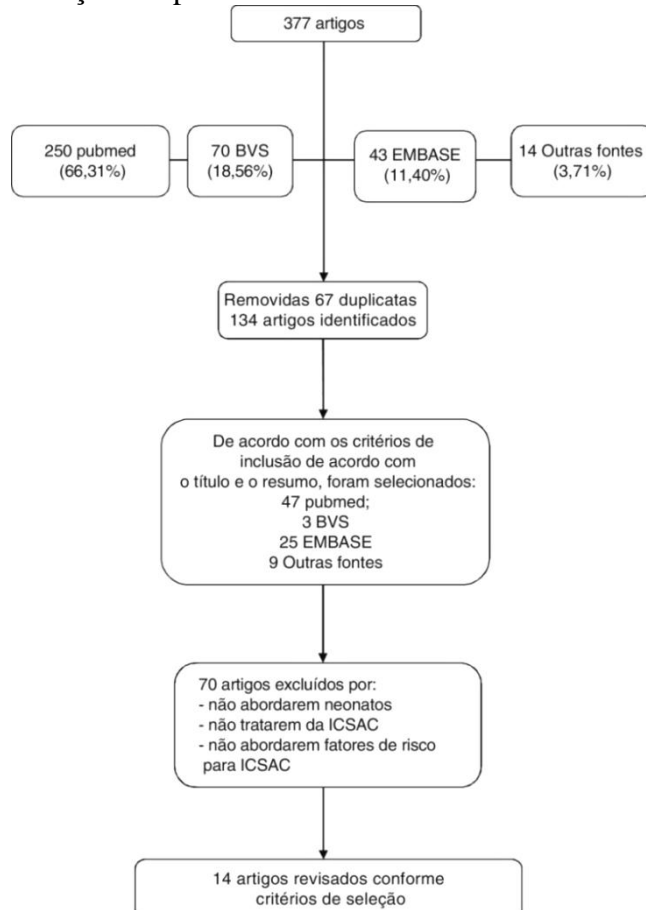 377 artigos
250 pubmed
(66,31%)
70 BVS
(18,56%)
43 EMBASE
(11,40%)
14 Outras fontes
(3,71%)
Removidas 67 duplicatas
134 artigos identificados
De acordo com os critérios de
inclusão de acordo com
o título e o resumo, foram selecionados:
47 pubmed;
3 BVS
25 EMBASE
9 Outras fontes
70 artigos excluídos por:
- não abordarem neonatos
- não tratarem da ICSAC
- não abordarem fatores de risco
para ICSAC
14 artigos revisados conforme
critérios de seleção